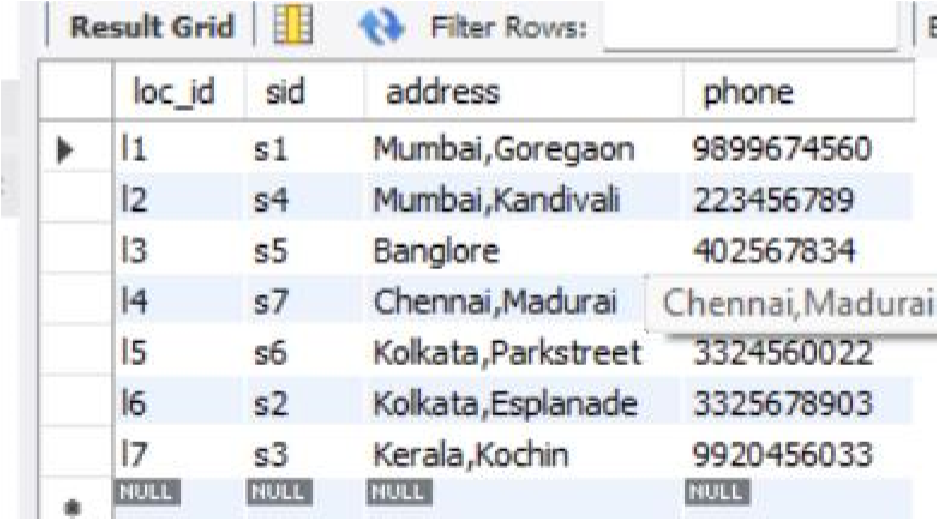 Result Grid Filter Rows:
loc_id sid address phone
l1 s1 Mumbai,Goregaon 9899674560
l2 s4 Mumbai,Kandivali 223456789
l3 s5 Banglore 402567834
l4 s7 Chennai,Madurai Chennai,Madurai
l5 s6 Kolkata,Parkstreet 3324560022
l6 s2 Kolkata,Esplanade 3325678903
l7 s3 Kerala,Kochin 9920456033
NULL NULL NULL NULL